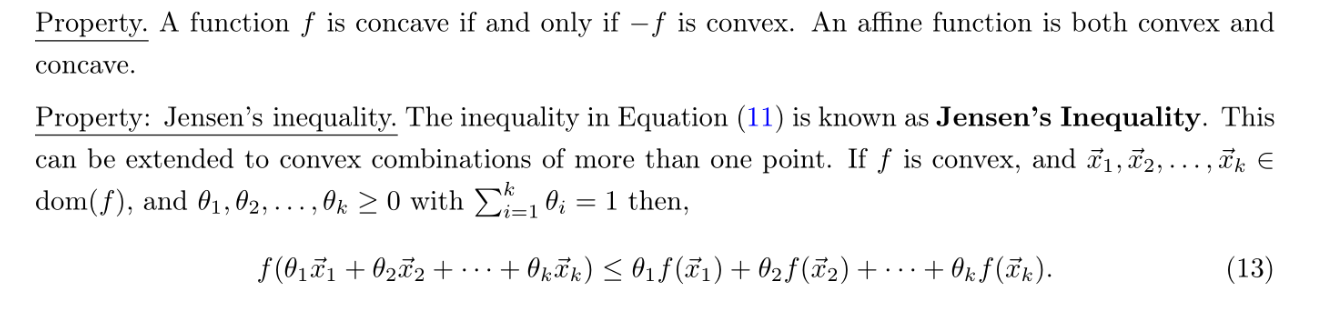 Property. A function f is concave if and only if −f is convex. An affine function is both convex and
concave.
Property: Jensen's inequality. The inequality in Equation (11) is known as Jensen's Inequality. This
can be extended to convex combinations of more than one point. If f is convex, and x⃗₁, x⃗₂, . . . , x⃗ₖ ∈
dom(f), and θ₁, θ₂, . . . , θₖ ≥ 0 with ∑ᵢ₌₁ᵏ θᵢ = 1 then,
f(θ₁x⃗₁ + θ₂x⃗₂ + ⋯ + θₖx⃗ₖ) ≤ θ₁f(x⃗₁) + θ₂f(x⃗₂) + ⋯ + θₖf(x⃗ₖ). (13)